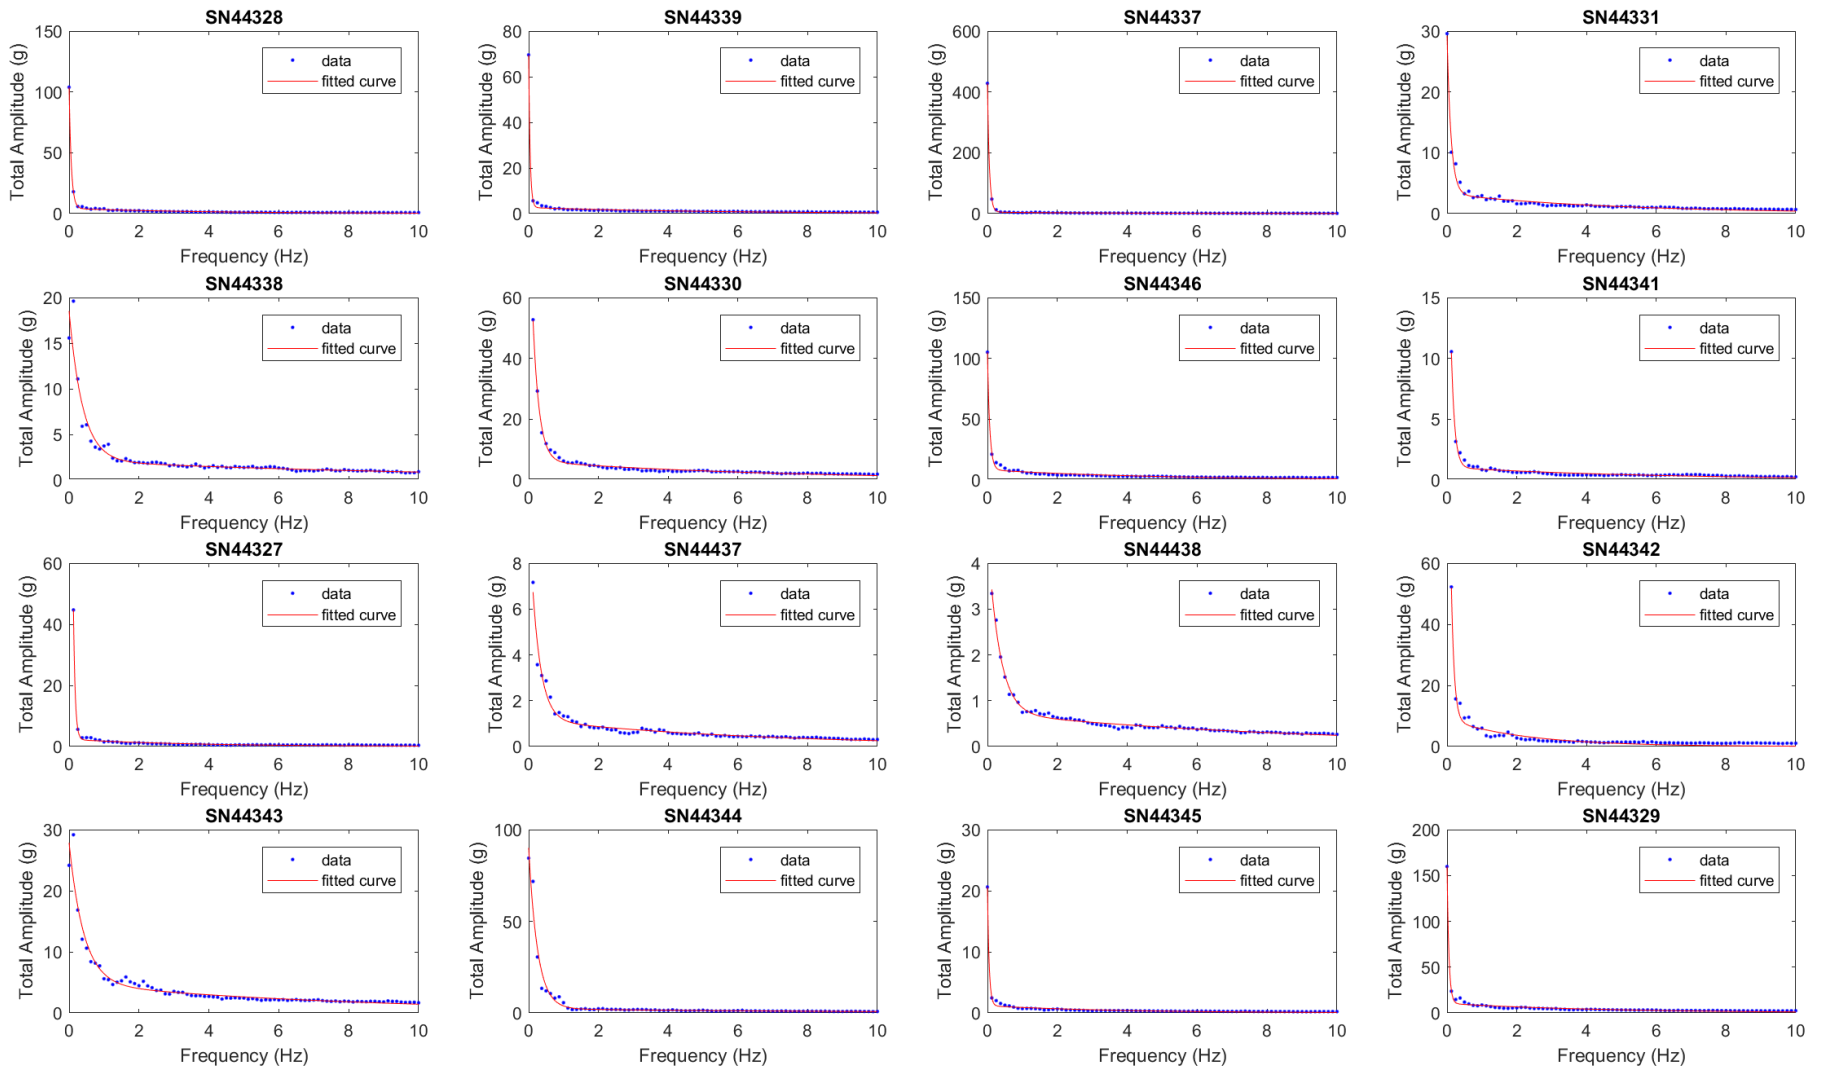 SN44328
150
100
50
0
0 2 4 6 8 10
Total Amplitude (g)
Frequency (Hz)
data
fitted curve
SN44339
80
60
40
20
0
0 2 4 6 8 10
Total Amplitude (g)
Frequency (Hz)
data
fitted curve
SN44337
600
400
200
0
0 2 4 6 8 10
Total Amplitude (g)
Frequency (Hz)
data
fitted curve
SN44331
30
20
10
0
0 2 4 6 8 10
Total Amplitude (g)
Frequency (Hz)
data
fitted curve
SN44338
20
15
10
5
0
0 2 4 6 8 10
Total Amplitude (g)
Frequency (Hz)
data
fitted curve
SN44330
60
40
20
0
0 2 4 6 8 10
Total Amplitude (g)
Frequency (Hz)
data
fitted curve
SN44346
150
100
50
0
0 2 4 6 8 10
Total Amplitude (g)
Frequency (Hz)
data
fitted curve
SN44341
15
10
5
0
0 2 4 6 8 10
Total Amplitude (g)
Frequency (Hz)
data
fitted curve
SN44327
60
40
20
0
0 2 4 6 8 10
Total Amplitude (g)
Frequency (Hz)
data
fitted curve
SN44437
8
6
4
2
0
0 2 4 6 8 10
Total Amplitude (g)
Frequency (Hz)
data
fitted curve
SN44438
4
3
2
1
0
0 2 4 6 8 10
Total Amplitude (g)
Frequency (Hz)
data
fitted curve
SN44342
60
40
20
0
0 2 4 6 8 10
Total Amplitude (g)
Frequency (Hz)
data
fitted curve
SN44343
30
20
10
0
0 2 4 6 8 10
Total Amplitude (g)
Frequency (Hz)
data
fitted curve
SN44344
100
50
0
0 2 4 6 8 10
Total Amplitude (g)
Frequency (Hz)
data
fitted curve
SN44345
30
20
10
0
0 2 4 6 8 10
Total Amplitude (g)
Frequency (Hz)
data
fitted curve
SN44329
200
150
100
50
0
0 2 4 6 8 10
Total Amplitude (g)
Frequency (Hz)
data
fitted curve